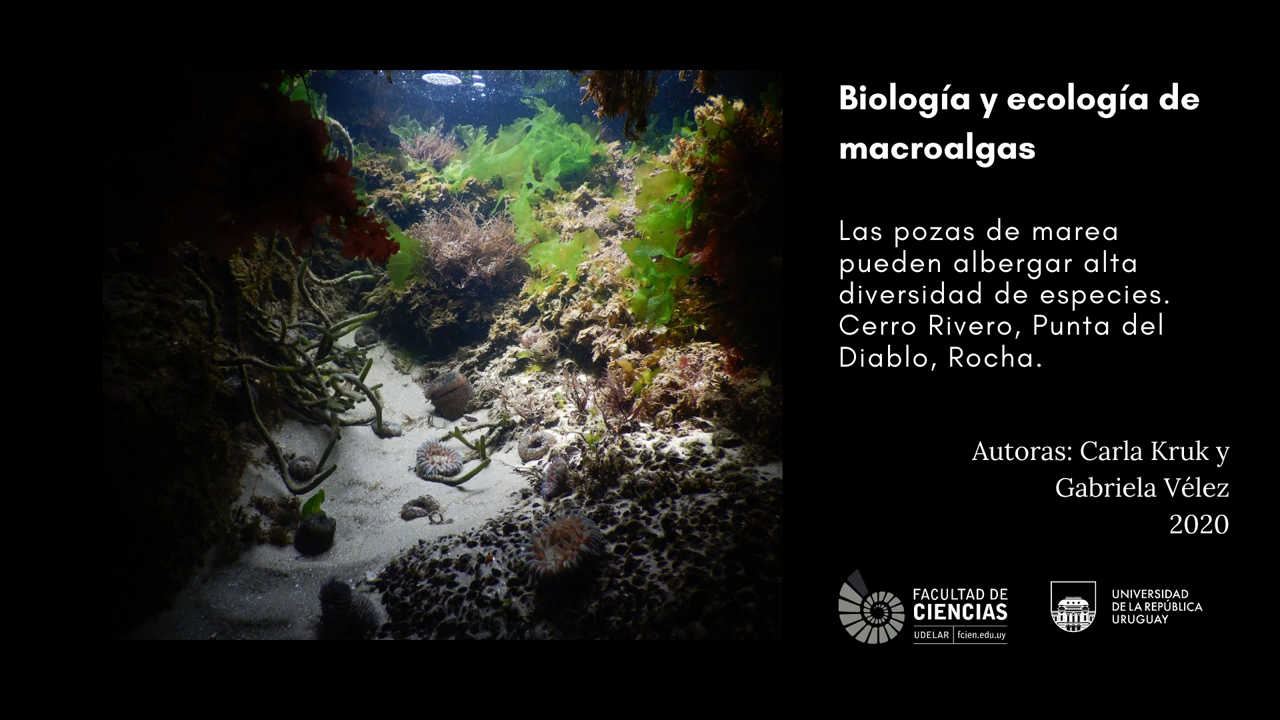 Biología y ecología de
macroalgas
Las pozas de marea
pueden albergar alta
diversidad de especies.
Cerro Rivero, Punta del
Diablo, Rocha.
Autoras: Carla Kruk y
Gabriela Vélez
2020
FACULTAD DE
CIENCIAS
UDELAR | fcien.edu.uy
UNIVERSIDAD
DE LA REPÚBLICA
URUGUAY